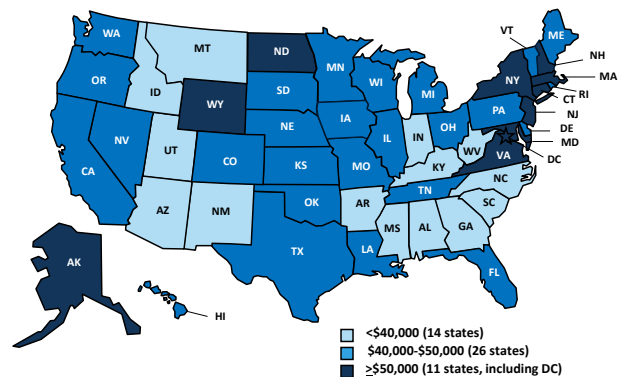 WA
MT
ND
MN
VT
ME
NH
MA
RI
CT
NJ
DE
MD
DC
OR
ID
WY
SD
WI
MI
NY
PA
IA
NE
NV
UT
CO
CA
IL
IN
OH
WV
VA
KS
MO
KY
NC
TN
SC
AZ
NM
OK
AR
MS
AL
GA
TX
LA
FL
AK
HI
<$40,000 (14 states)
$40,000-$50,000 (26 states)
≥$50,000 (11 states, including DC)